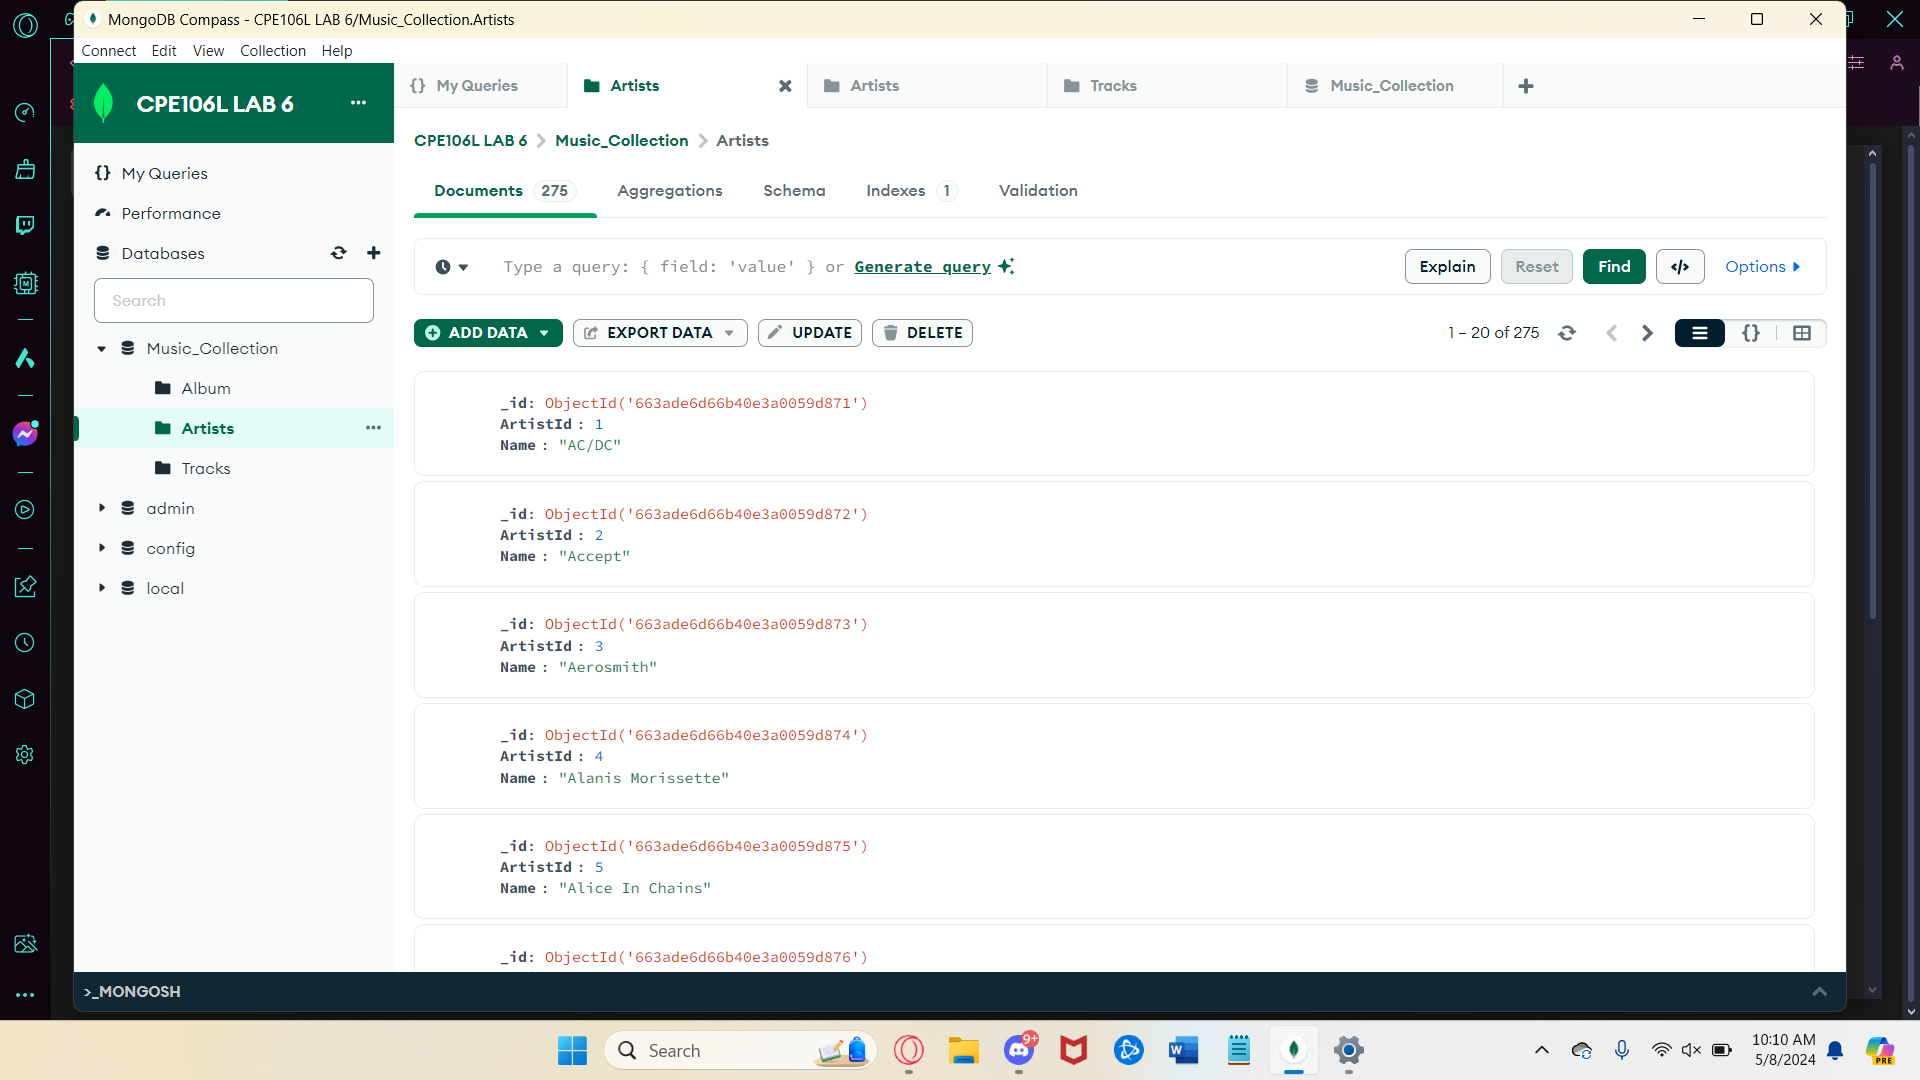 MongoDB Compass - CPE106L LAB 6/Music_Collection.Artists
Connect Edit View Collection Help
CPE106L LAB 6
{} My Queries
Artists
Artists
Tracks
Music_Collection
CPE106L LAB 6 > Music_Collection > Artists
{} My Queries
Performance
Databases
Search
Music_Collection
Album
Artists
Tracks
admin
config
local
Documents 275 Aggregations Schema Indexes 1 Validation
Type a query: { field: 'value' } or Generate query
Explain Reset Find </> Options
ADD DATA EXPORT DATA UPDATE DELETE
1 – 20 of 275 {}
_id: ObjectId('663ade6d66b40e3a0059d871')
ArtistId : 1
Name : "AC/DC"
_id: ObjectId('663ade6d66b40e3a0059d872')
ArtistId : 2
Name : "Accept"
_id: ObjectId('663ade6d66b40e3a0059d873')
ArtistId : 3
Name : "Aerosmith"
_id: ObjectId('663ade6d66b40e3a0059d874')
ArtistId : 4
Name : "Alanis Morissette"
_id: ObjectId('663ade6d66b40e3a0059d875')
ArtistId : 5
Name : "Alice In Chains"
_id: ObjectId('663ade6d66b40e3a0059d876')
>_MONGOSH
Search
9+
W
10:10 AM
5/8/2024
PRE